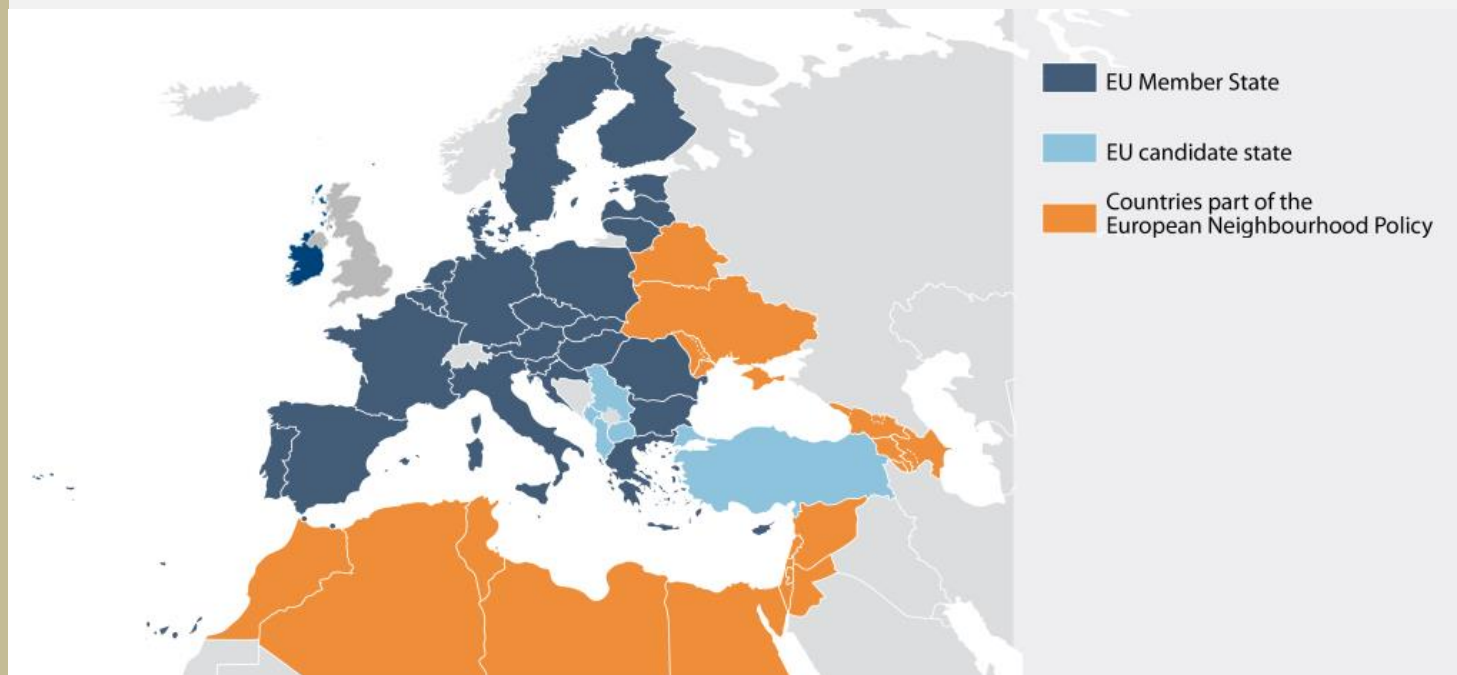 EU Member State
EU candidate state
Countries part of the
European Neighbourhood Policy